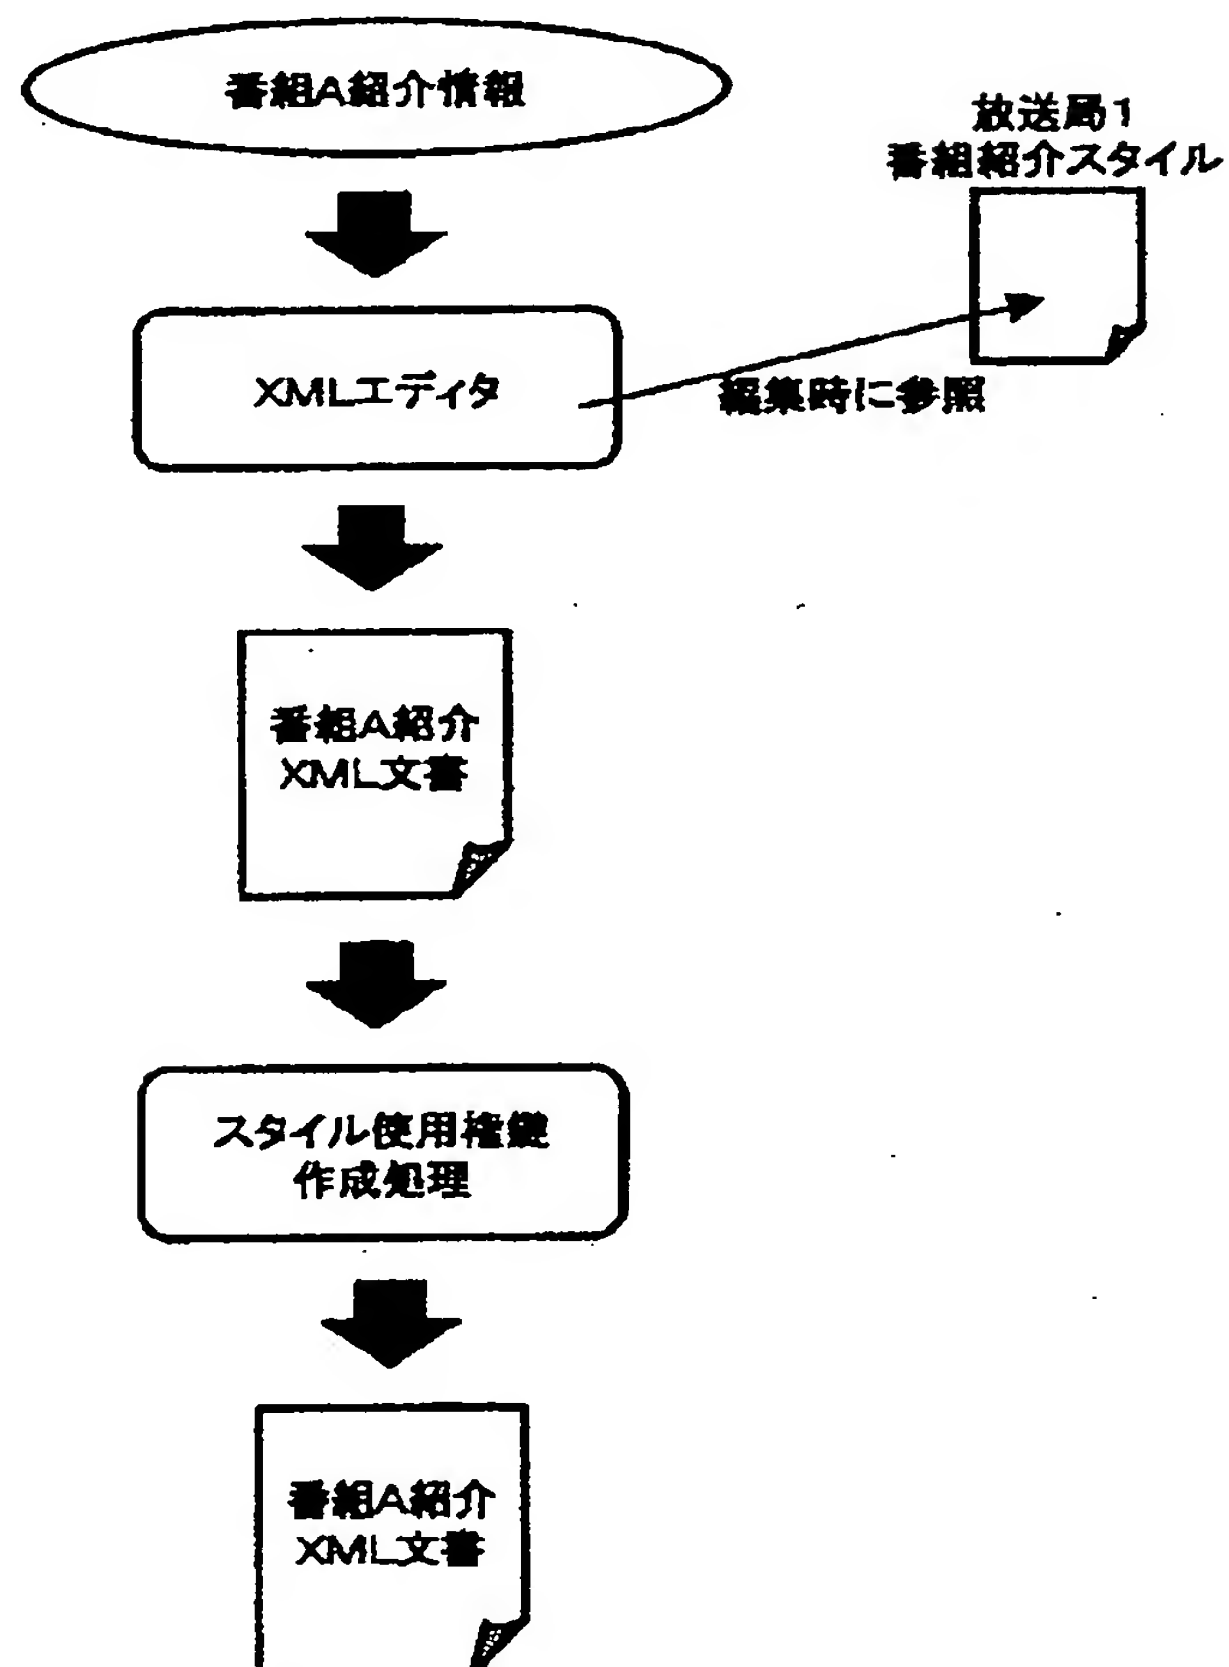 番組A紹介情報
放送局1
番組紹介スタイル
XMLエディタ
編集時に参照
番組A紹介
XML文書
スタイル使用権鍵
作成処理
番組A紹介
XML文書